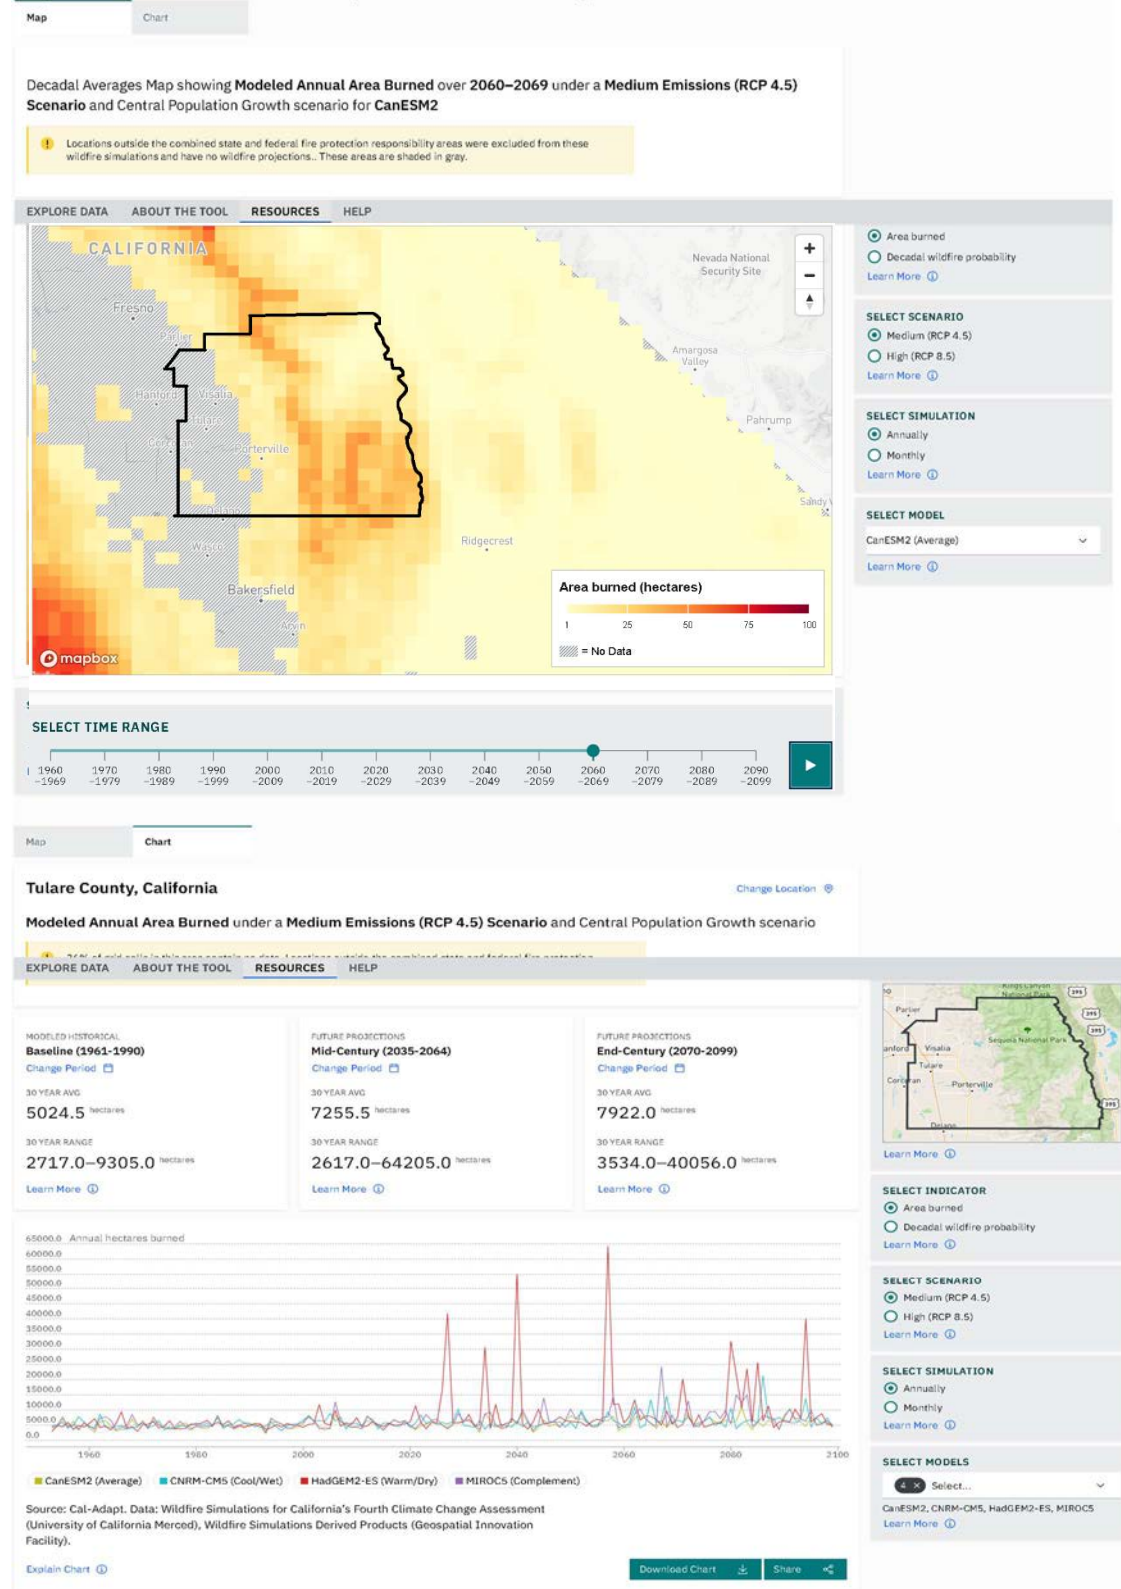 Map
Chart
Decadal Averages Map showing Modeled Annual Area Burned over 2060–2069 under a Medium Emissions (RCP 4.5)
Scenario and Central Population Growth scenario for CanESM2
Locations outside the combined state and federal fire protection responsibility areas were excluded from these
wildfire simulations and have no wildfire projections.. These areas are shaded in gray.
EXPLORE DATA
ABOUT THE TOOL
RESOURCES
HELP
CALIFORNIA
Fresno
Parlier
Hanford
Visalia
Tulare
Corcoran
Porterville
Delano
Wasco
Bakersfield
Arvin
Ridgecrest
Nevada National
Security Site
Amargosa
Valley
Pahrump
Sandy V
+
−
Area burned (hectares)
1
25
50
75
100
= No Data
mapbox
Area burned
Decadal wildfire probability
Learn More
SELECT SCENARIO
Medium (RCP 4.5)
High (RCP 8.5)
Learn More
SELECT SIMULATION
Annually
Monthly
Learn More
SELECT MODEL
CanESM2 (Average)
Learn More
SELECT TIME RANGE
1960
–1969
1970
–1979
1980
–1989
1990
–1999
2000
–2009
2010
–2019
2020
–2029
2030
–2039
2040
–2049
2050
–2059
2060
–2069
2070
–2079
2080
–2089
2090
–2099
Map
Chart
Tulare County, California
Change Location
Modeled Annual Area Burned under a Medium Emissions (RCP 4.5) Scenario and Central Population Growth scenario
EXPLORE DATA
ABOUT THE TOOL
RESOURCES
HELP
MODELED HISTORICAL
Baseline (1961-1990)
Change Period
30 YEAR AVG
5024.5 hectares
30 YEAR RANGE
2717.0–9305.0 hectares
Learn More
FUTURE PROJECTIONS
Mid-Century (2035-2064)
Change Period
30 YEAR AVG
7255.5 hectares
30 YEAR RANGE
2617.0–64205.0 hectares
Learn More
FUTURE PROJECTIONS
End-Century (2070-2099)
Change Period
30 YEAR AVG
7922.0 hectares
30 YEAR RANGE
3534.0–40056.0 hectares
Learn More
Kings Canyon
National Park
395
Parlier
395
395
Sequoia National Park
anford
Visalia
Tulare
Corcoran
Porterville
395
Delano
Learn More
SELECT INDICATOR
Area burned
Decadal wildfire probability
Learn More
SELECT SCENARIO
Medium (RCP 4.5)
High (RCP 8.5)
Learn More
SELECT SIMULATION
Annually
Monthly
Learn More
SELECT MODELS
4 × Select...
CanESM2, CNRM-CM5, HadGEM2-ES, MIROC5
Learn More
65000.0 Annual hectares burned
60000.0
55000.0
50000.0
45000.0
40000.0
35000.0
30000.0
25000.0
20000.0
15000.0
10000.0
5000.0
0.0
1960
1980
2000
2020
2040
2060
2080
2100
CanESM2 (Average)
CNRM-CM5 (Cool/Wet)
HadGEM2-ES (Warm/Dry)
MIROC5 (Complement)
Source: Cal-Adapt. Data: Wildfire Simulations for California's Fourth Climate Change Assessment
(University of California Merced), Wildfire Simulations Derived Products (Geospatial Innovation
Facility).
Explain Chart
Download Chart
Share